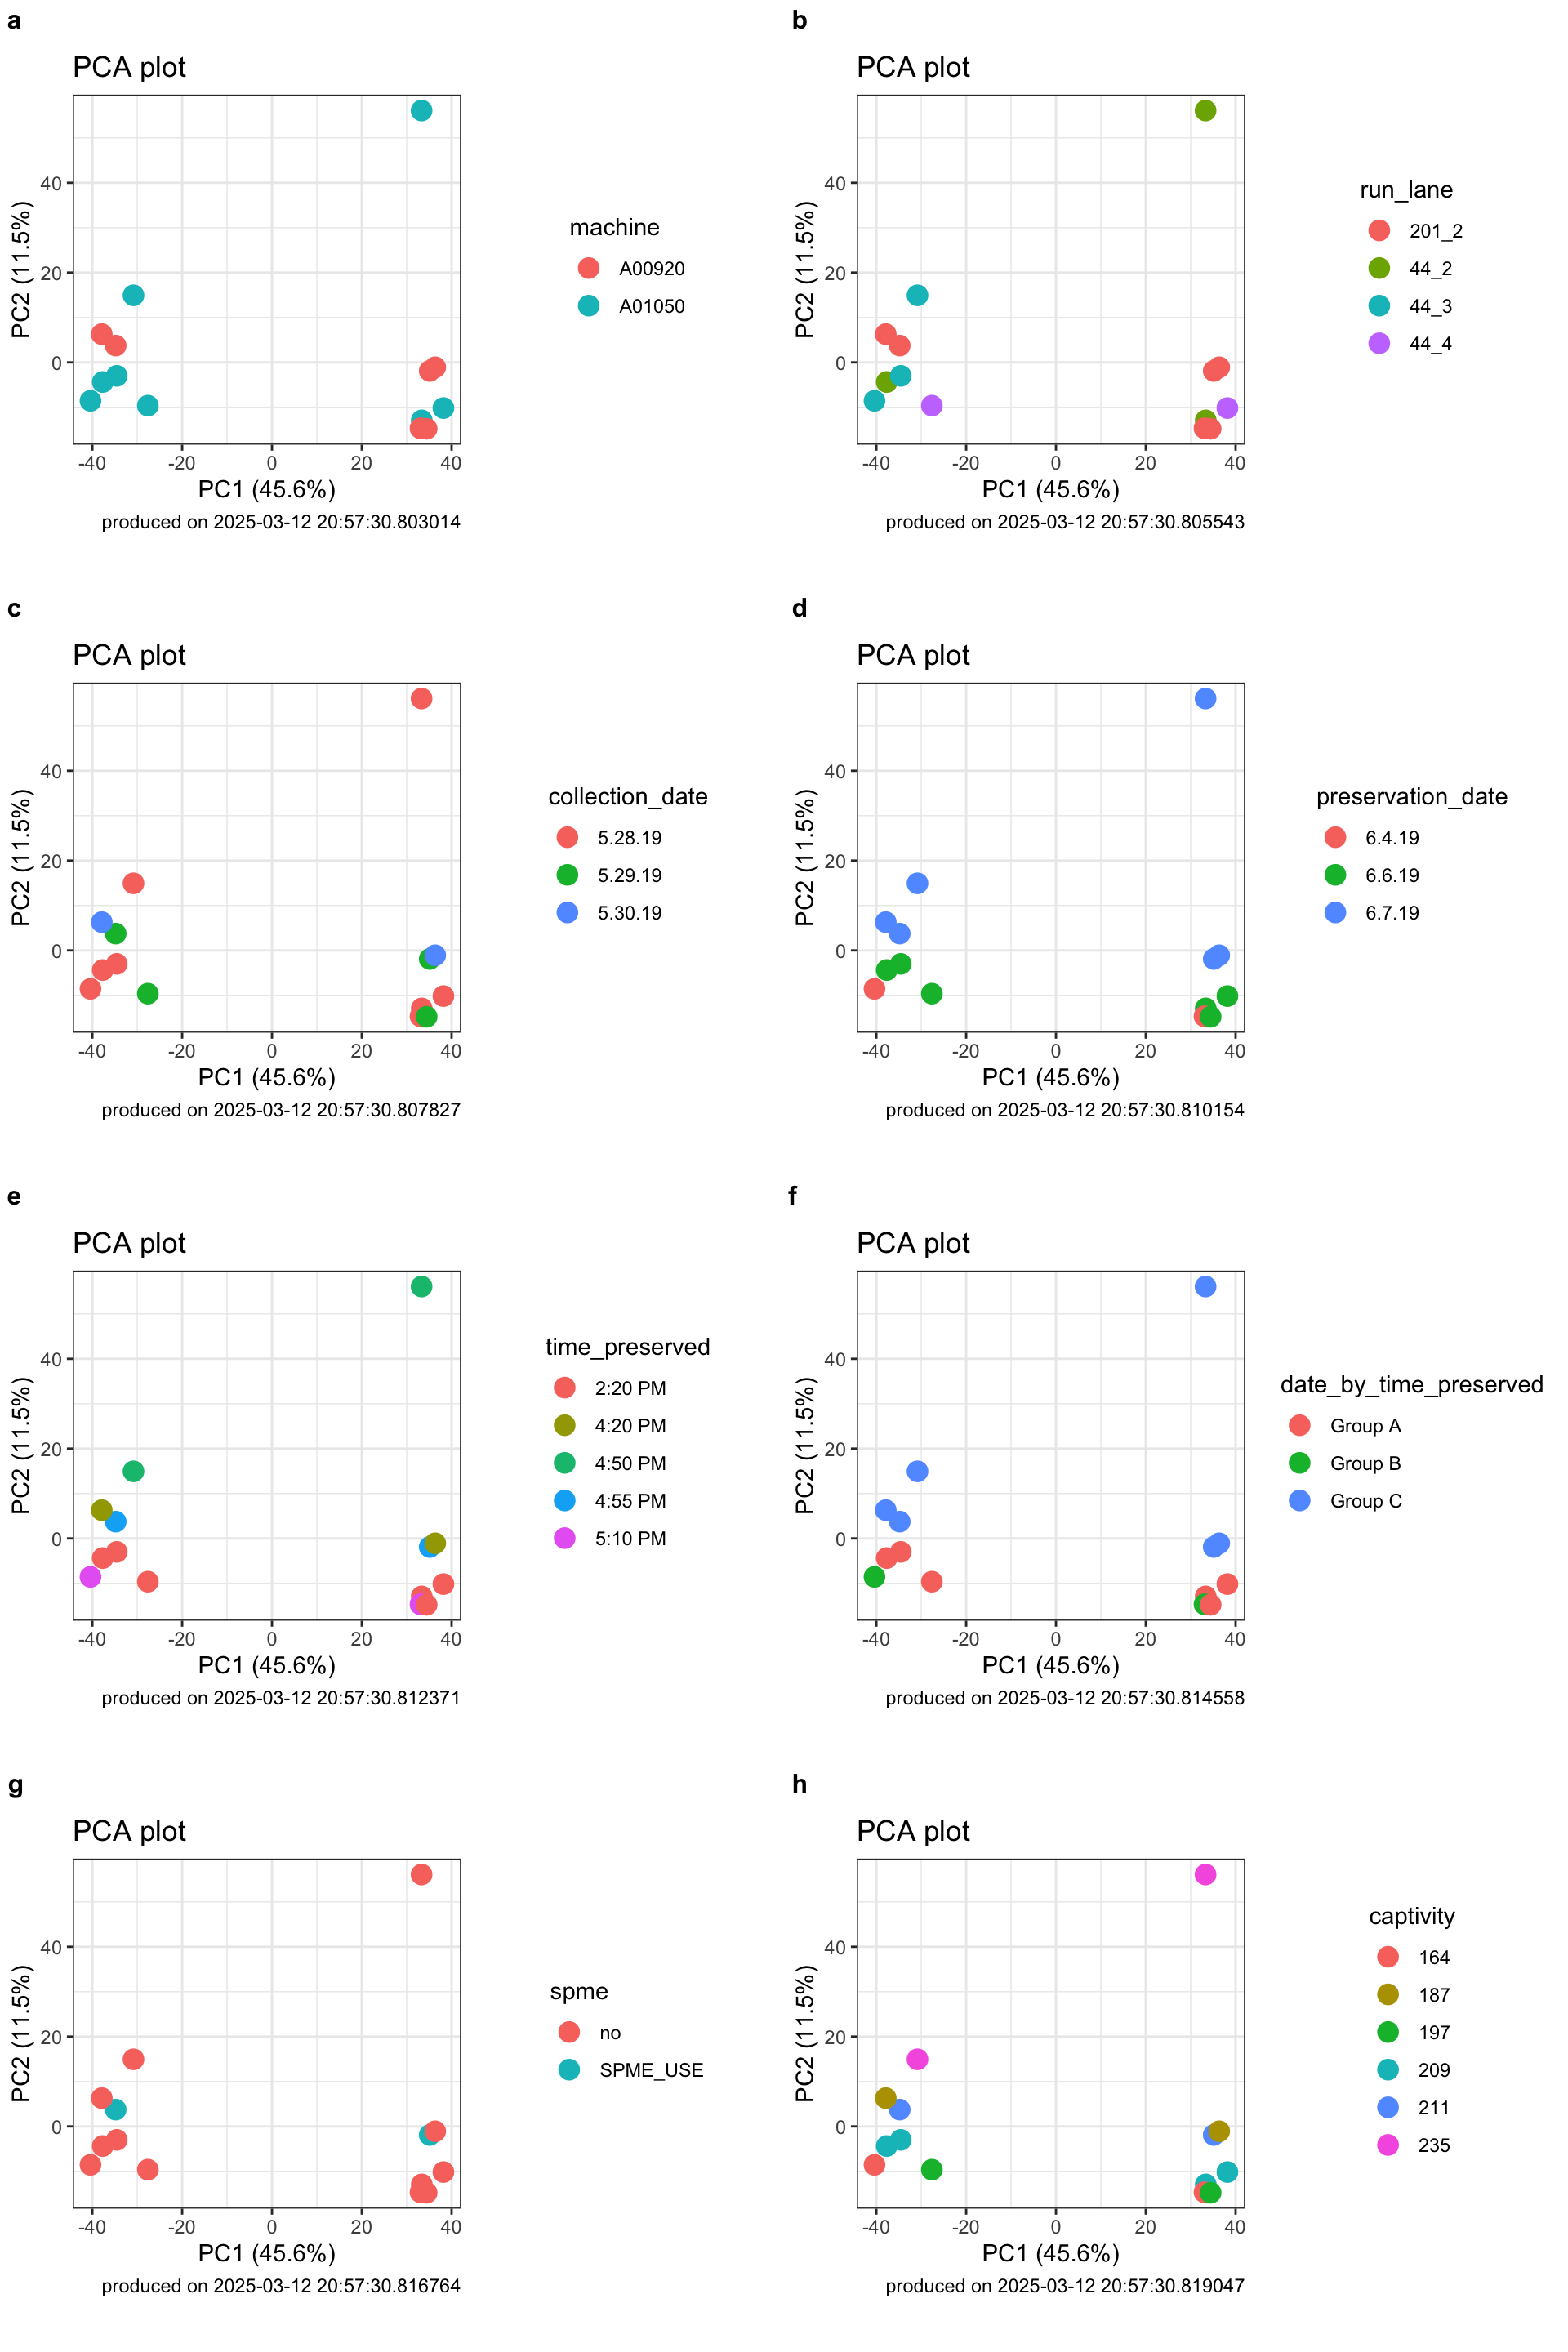 a
PCA plot
PC2 (11.5%)
40
20
0
-40 -20 0 20 40
PC1 (45.6%)
produced on 2025-03-12 20:57:30.803014
machine
A00920
A01050
b
PCA plot
PC2 (11.5%)
40
20
0
-40 -20 0 20 40
PC1 (45.6%)
produced on 2025-03-12 20:57:30.805543
run_lane
201_2
44_2
44_3
44_4
c
PCA plot
PC2 (11.5%)
40
20
0
-40 -20 0 20 40
PC1 (45.6%)
produced on 2025-03-12 20:57:30.807827
collection_date
5.28.19
5.29.19
5.30.19
d
PCA plot
PC2 (11.5%)
40
20
0
-40 -20 0 20 40
PC1 (45.6%)
produced on 2025-03-12 20:57:30.810154
preservation_date
6.4.19
6.6.19
6.7.19
e
PCA plot
PC2 (11.5%)
40
20
0
-40 -20 0 20 40
PC1 (45.6%)
produced on 2025-03-12 20:57:30.812371
time_preserved
2:20 PM
4:20 PM
4:50 PM
4:55 PM
5:10 PM
f
PCA plot
PC2 (11.5%)
40
20
0
-40 -20 0 20 40
PC1 (45.6%)
produced on 2025-03-12 20:57:30.814558
date_by_time_preserved
Group A
Group B
Group C
g
PCA plot
PC2 (11.5%)
40
20
0
-40 -20 0 20 40
PC1 (45.6%)
produced on 2025-03-12 20:57:30.816764
spme
no
SPME_USE
h
PCA plot
PC2 (11.5%)
40
20
0
-40 -20 0 20 40
PC1 (45.6%)
produced on 2025-03-12 20:57:30.819047
captivity
164
187
197
209
211
235